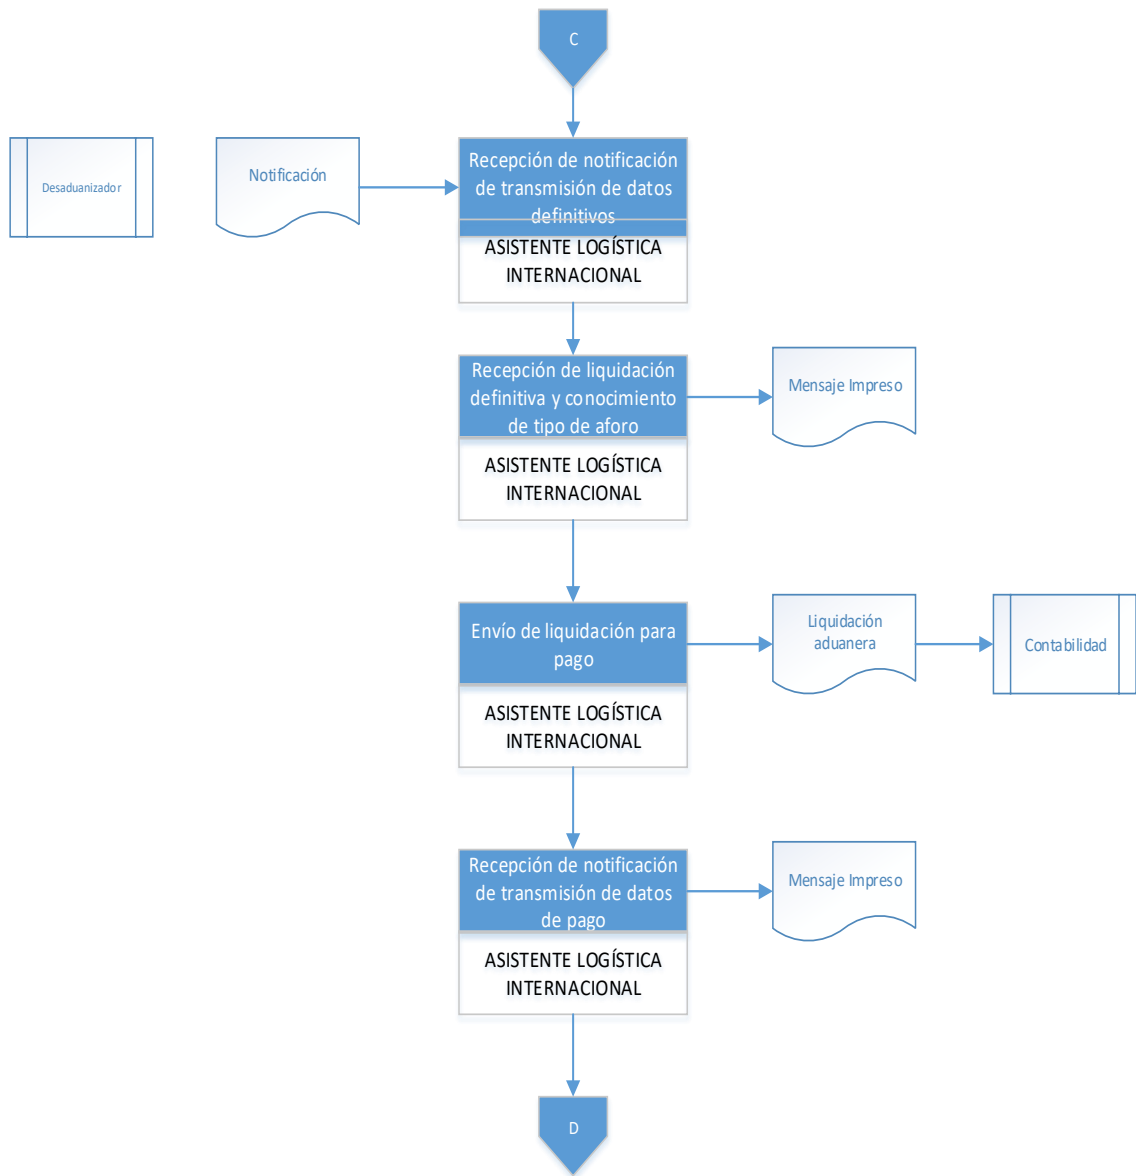 C
Desaduanizador
Notificación
Recepción de notificación
de transmisión de datos
definitivos
ASISTENTE LOGÍSTICA
INTERNACIONAL
Recepción de liquidación
definitiva y conocimiento
de tipo de aforo
ASISTENTE LOGÍSTICA
INTERNACIONAL
Mensaje Impreso
Envío de liquidación para
pago
ASISTENTE LOGÍSTICA
INTERNACIONAL
Liquidación
aduanera
Contabilidad
Recepción de notificación
de transmisión de datos
de pago
ASISTENTE LOGÍSTICA
INTERNACIONAL
Mensaje Impreso
D